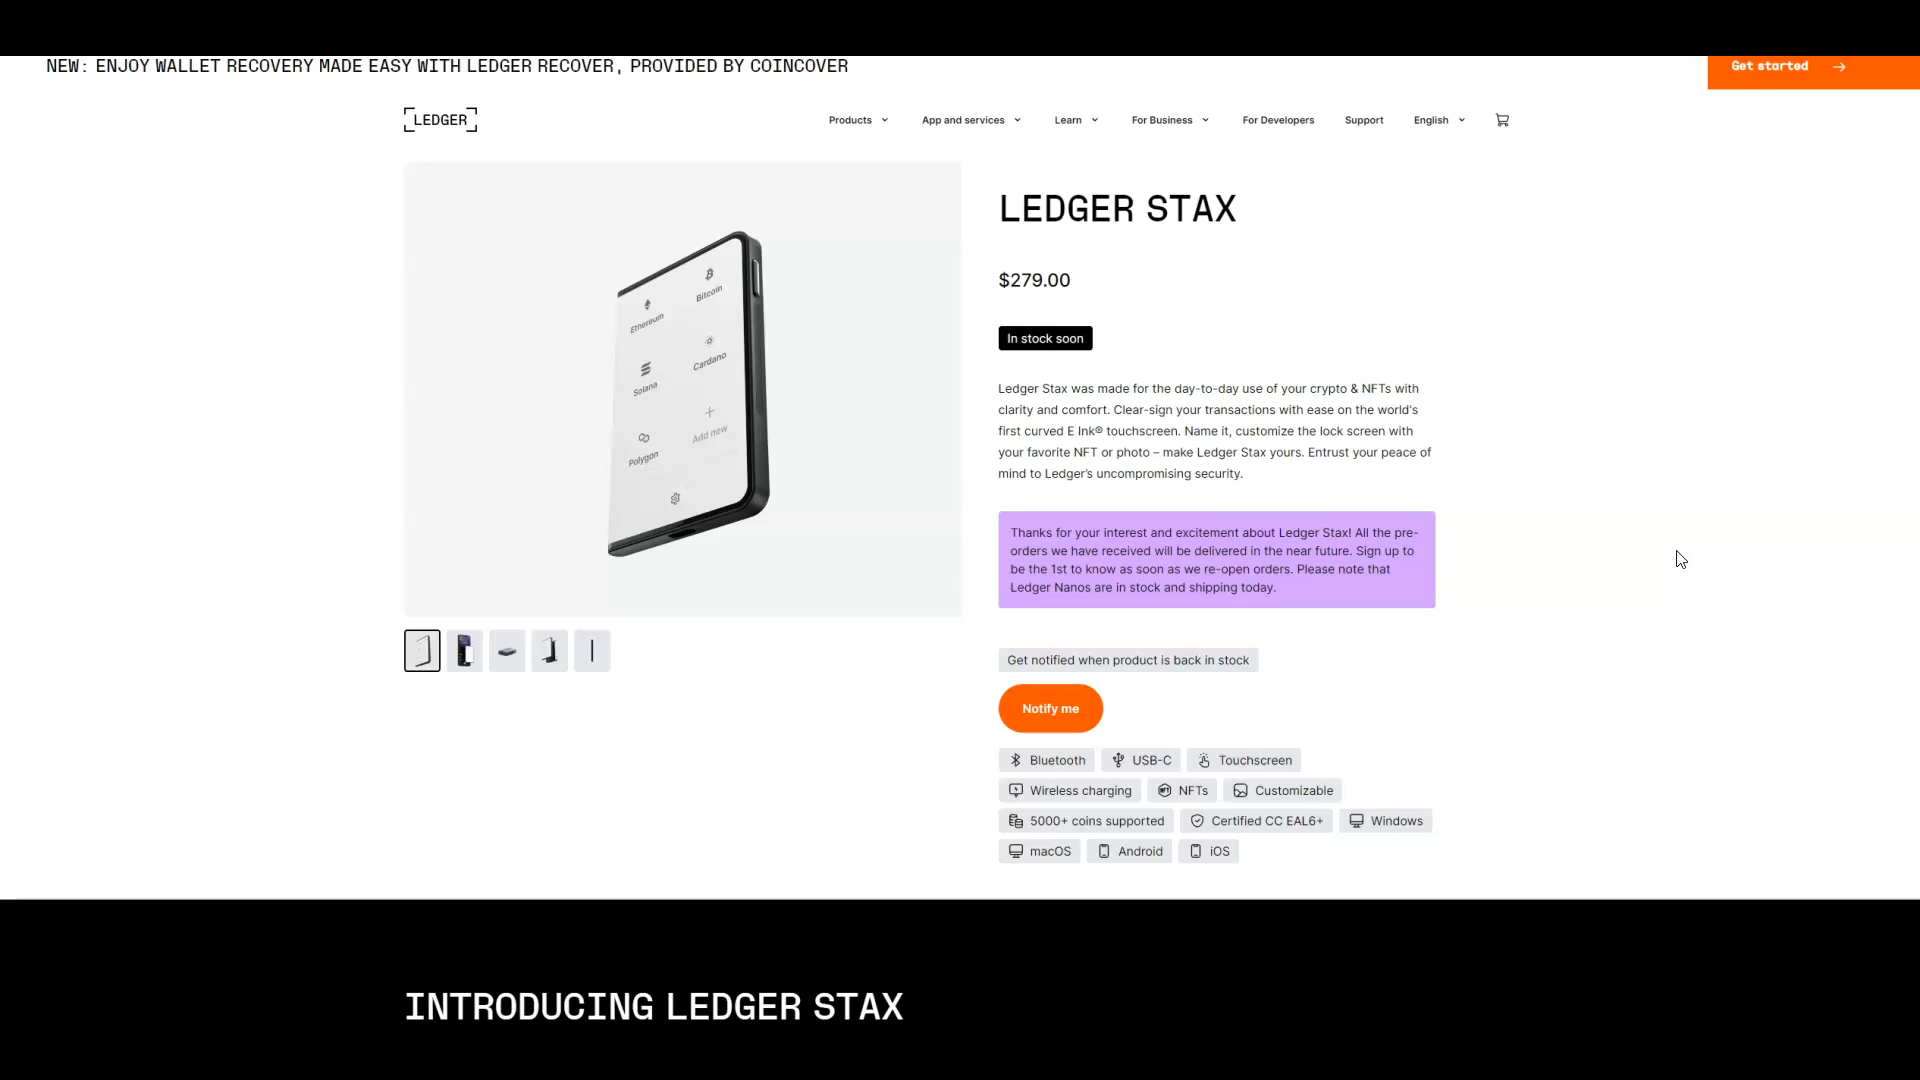 NEW: ENJOY WALLET RECOVERY MADE EASY WITH LEDGER RECOVER, PROVIDED BY COINCOVER
Get started
LEDGER
Products
App and services
Learn
For Business
For Developers
Support
English
LEDGER STAX
$279.00
In stock soon
Ledger Stax was made for the day-to-day use of your crypto & NFTs with
clarity and comfort. Clear-sign your transactions with ease on the world's
first curved E Ink® touchscreen. Name it, customize the lock screen with
your favorite NFT or photo – make Ledger Stax yours. Entrust your peace of
mind to Ledger's uncompromising security.
Bitcoin
Ethereum
Cardano
Solana
Add new
Polygon
Thanks for your interest and excitement about Ledger Stax! All the pre-
orders we have received will be delivered in the near future. Sign up to
be the 1st to know as soon as we re-open orders. Please note that
Ledger Nanos are in stock and shipping today.
Get notified when product is back in stock
Notify me
Bluetooth
USB-C
Touchscreen
Wireless charging
NFTs
Customizable
5000+ coins supported
Certified CC EAL6+
Windows
macOS
Android
iOS
INTRODUCING LEDGER STAX